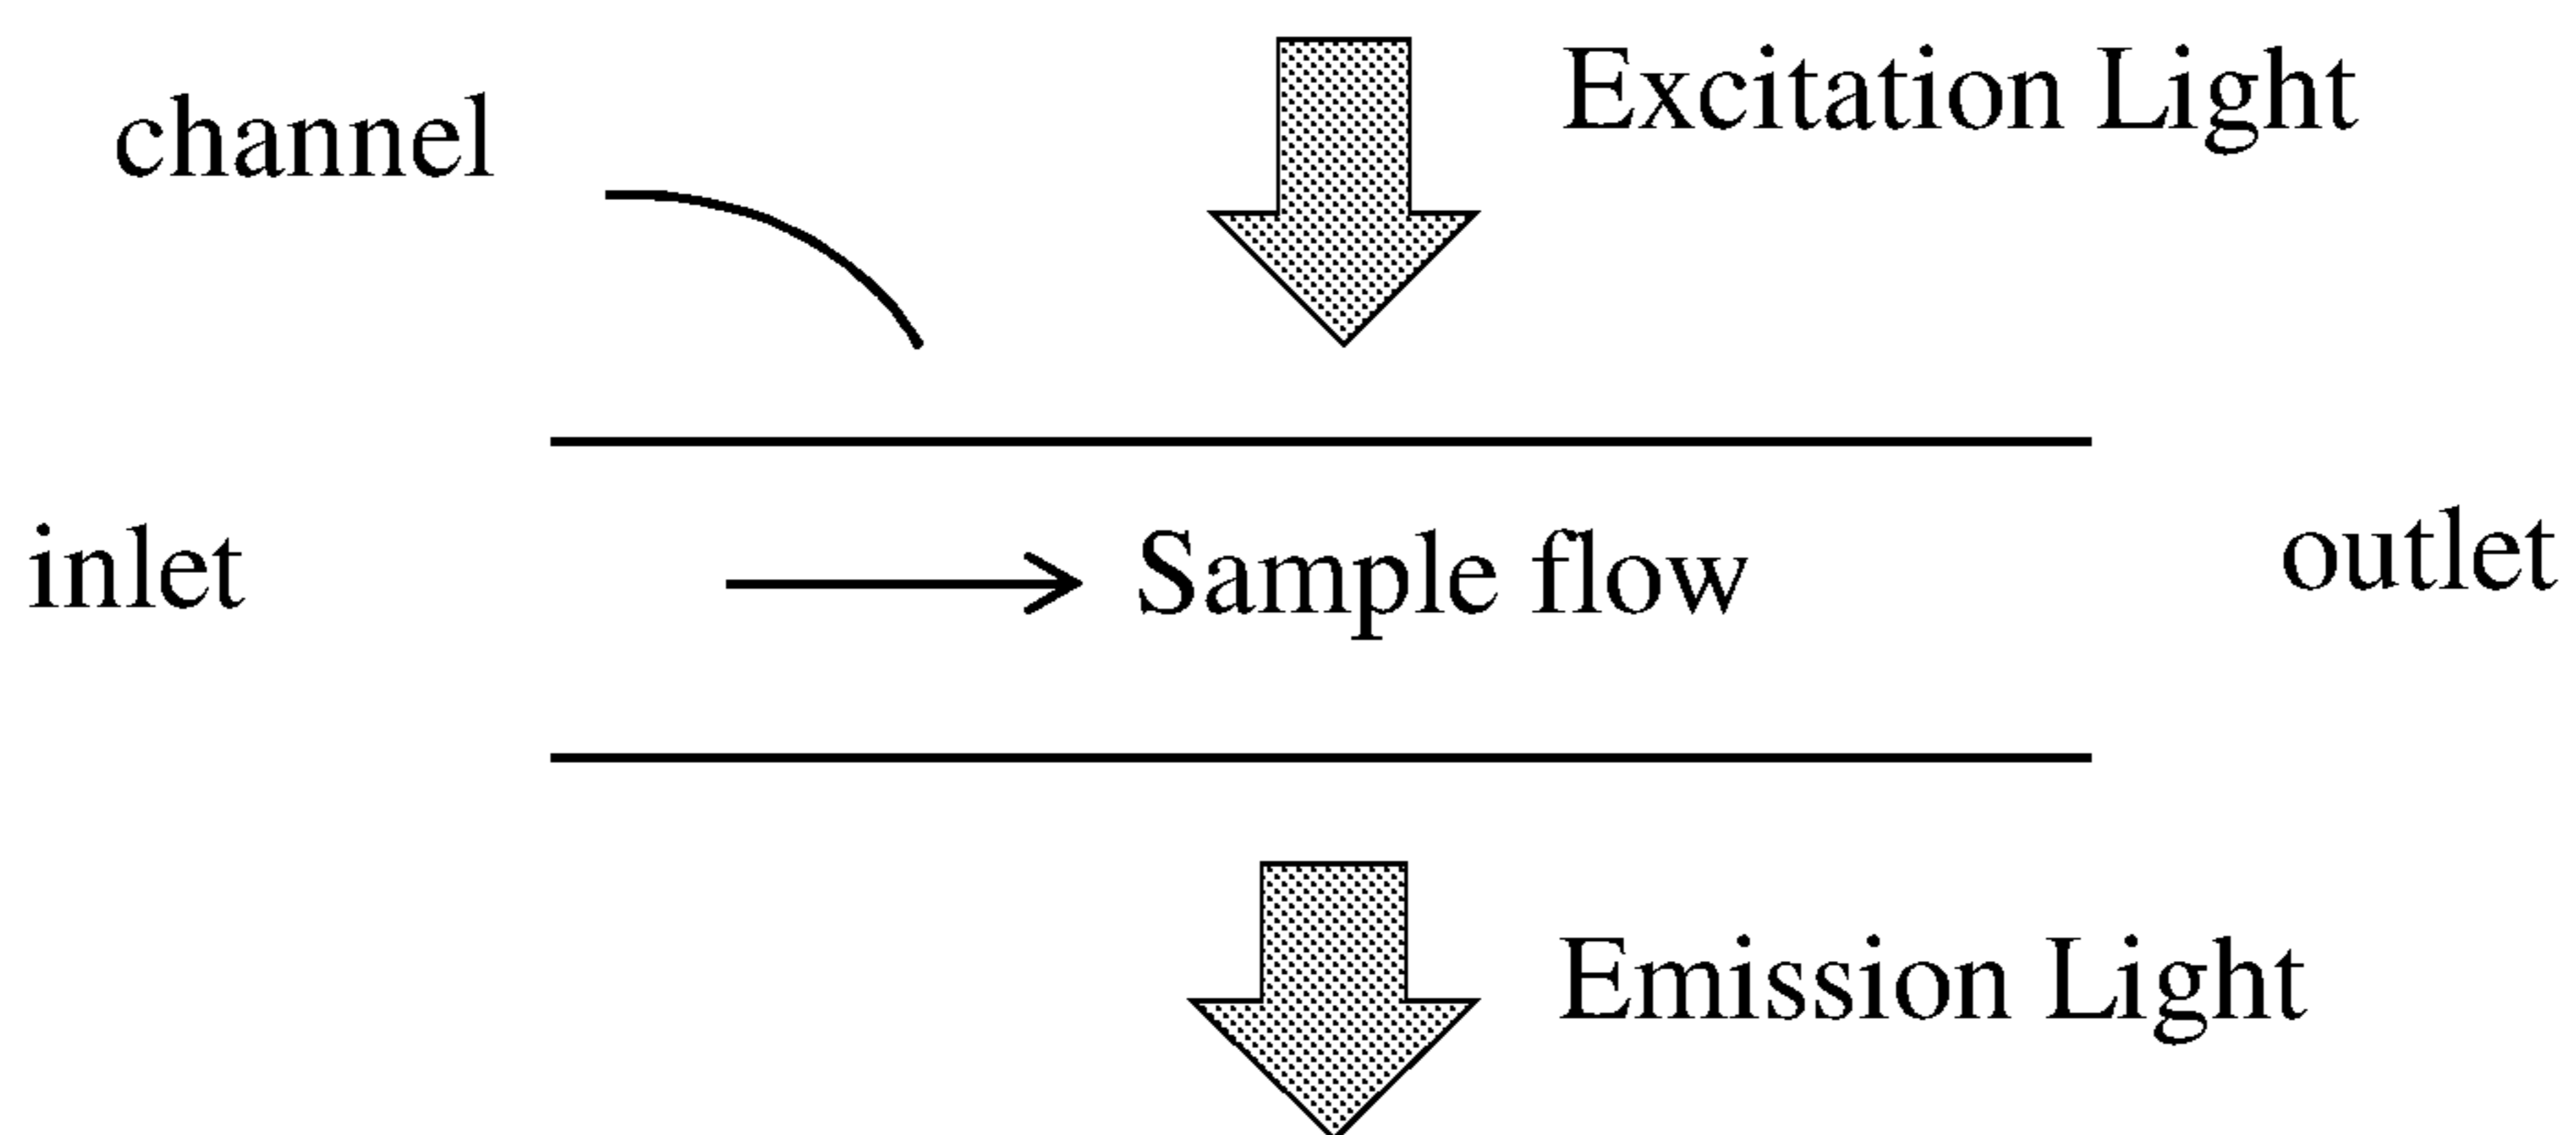 Excitation Light
channel
inlet
Sample flow
outlet
Emission Light